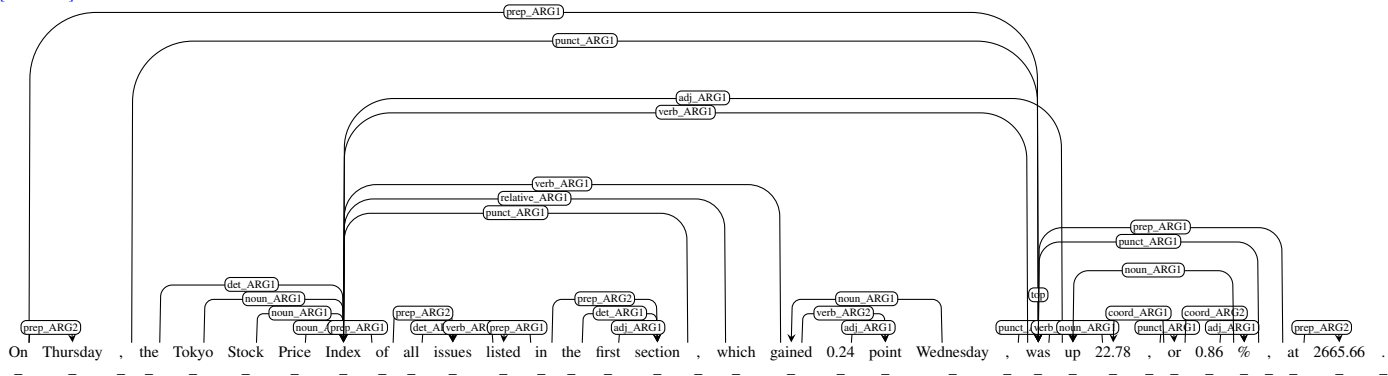 prep_ARG1
punct_ARG1
adj_ARG1
verb_ARG1
verb_ARG1
relative_ARG1
punct_ARG1
prep_ARG1
punct_ARG1
noun_ARG1
det_ARG1
top
noun_ARG1 prep_ARG2 noun_ARG1
noun_ARG1 prep_ARG2 det_ARG1 verb_ARG2 coord_ARG1 coord_ARG2
prep_ARG2 prep_ARG1 prep_ARG1 adj_ARG1 adj_ARG1 noun_ARG1 punct_ARG1 adj_ARG1 prep_ARG2
On Thursday , the Tokyo Stock Price Index of all issues listed in the first section , which gained 0.24 point Wednesday , was up 22.78 , or 0.86 % , at 2665.66 .